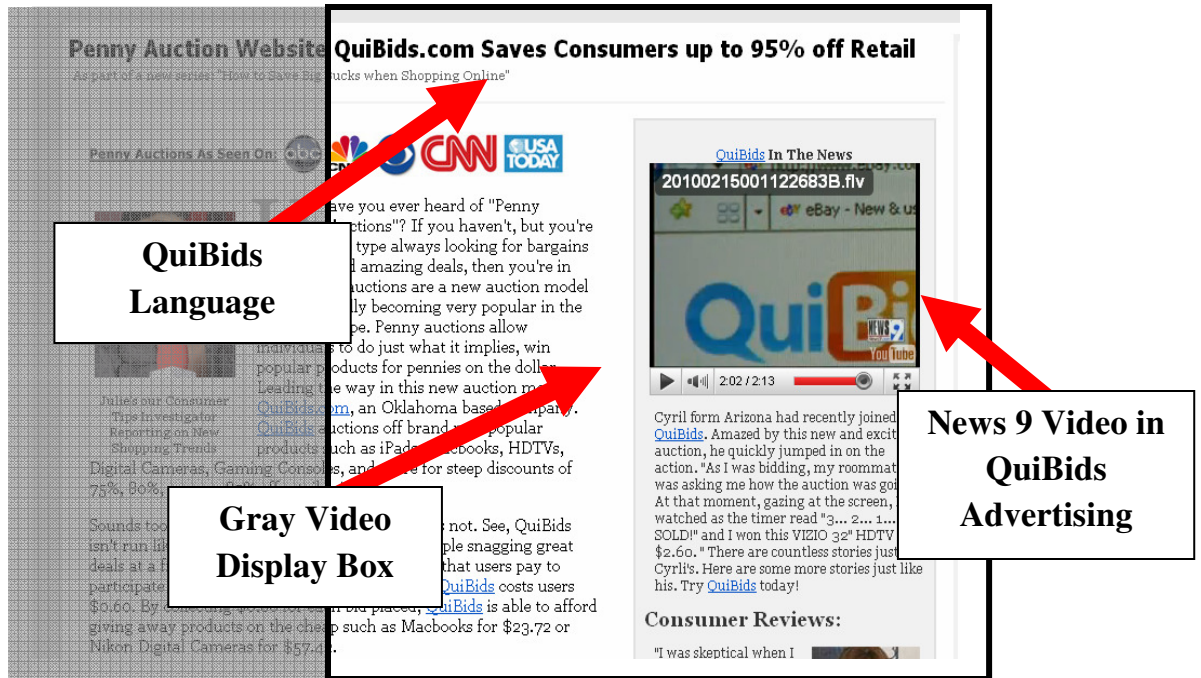 Penny Auction Website QuiBids.com Saves Consumers up to 95% off Retail
As part of a new series: "How to Save Big Bucks when Shopping Online"
Penny Auctions As Seen On: abc CNN USA TODAY
ave you ever heard of "Penny
ctions"? If you haven't, but you're
type always looking for bargains
amazing deals, then you're in
uctions are a new auction model
lly becoming very popular in the
pe. Penny auctions allow
individuals to do just what it implies, win
popular products for pennies on the dollar.
Leading the way in this new auction
QuiBids.com, an Oklahoma based company.
QuiBids auctions off brand popular
products such as iPads, Macbooks, HDTVs,
Digital Cameras, Gaming Consoles, and for steep discounts of
75%, 80%,
Julie's our Consumer
Tips Investigator
Reporting on New
Shopping Trends
Sounds too s not. See, QuiBids
isn't run ple snagging great
deals at a that users pay to
participate QuiBids costs users
$0.60. By bid placed, QuiBids is able to afford
giving away products on the cheap such as Macbooks for $23.72 or
Nikon Digital Cameras for
QuiBids In The News
20100215001122683B.flv
eBay - New & us
QuiBi
NEWS 9
YouTube
2:02 / 2:13
Cyril form Arizona had recently joined
QuiBids. Amazed by this new and excit
auction, he quickly jumped in on the
action. "As I was bidding, my roommat
was asking me how the auction was goi
At that moment, gazing at the screen,
watched as the timer read "3... 2... 1...
SOLD!" and I won this VIZIO 32" HDTV
$2.60. " There are countless stories just
Cyrli's. Here are some more stories just like
his. Try QuiBids today!
Consumer Reviews:
"I was skeptical when I
QuiBids
Language
Gray Video
Display Box
News 9 Video in
QuiBids
Advertising